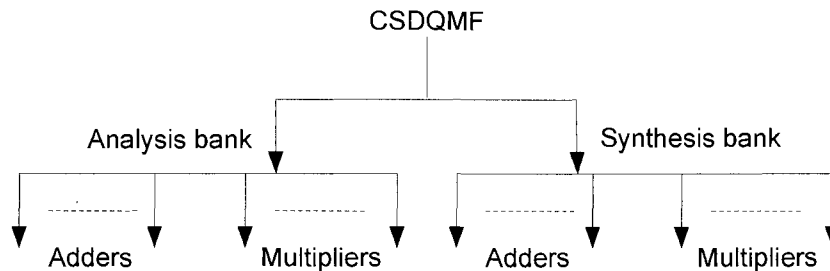 CSDQMF
Analysis bank
Synthesis bank
Adders
Multipliers
Adders
Multipliers